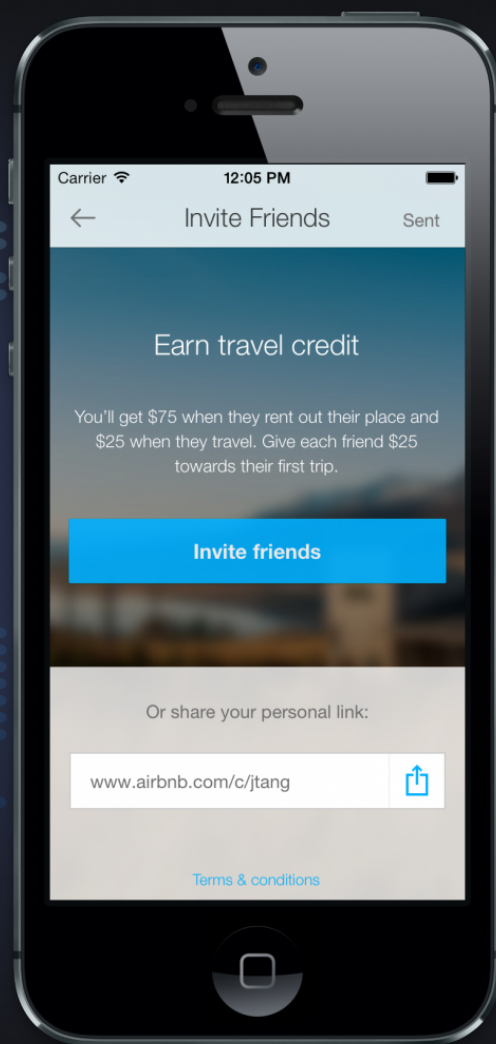 Carrier 12:05 PM
Invite Friends Sent
Earn travel credit
You'll get $75 when they rent out their place and
$25 when they travel. Give each friend $25
towards their first trip.
Invite friends
Or share your personal link:
www.airbnb.com/c/jtang
Terms & conditions